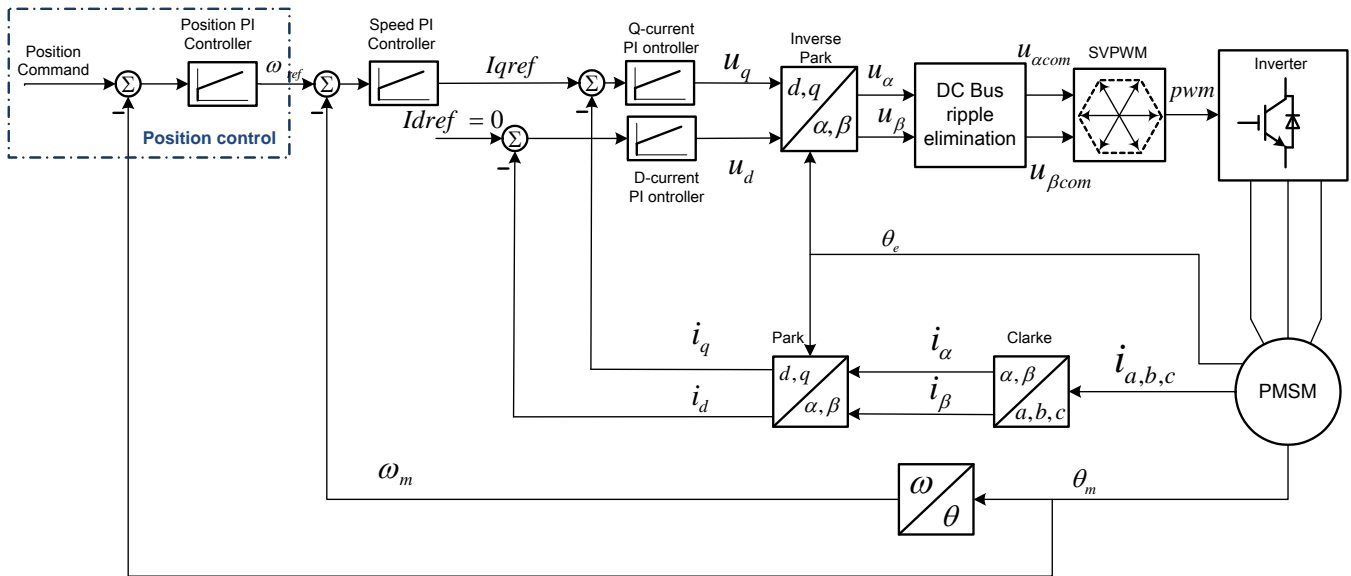 Position
Command
Position PI
Controller
ω_ref
Position control
Speed PI
Controller
Iqref
Idref = 0
Q-current
PI ontroller
D-current
PI ontroller
u_q
u_d
Inverse
Park
d,q
α,β
u_α
u_β
DC Bus
ripple
elimination
u_αcom
u_βcom
SVPWM
pwm
Inverter
θ_e
i_q
i_d
Park
d,q
α,β
i_α
i_β
Clarke
α,β
a,b,c
i_a,b,c
PMSM
ω_m
ω
θ
θ_m
Σ
Σ
Σ
Σ
−
−
−
−